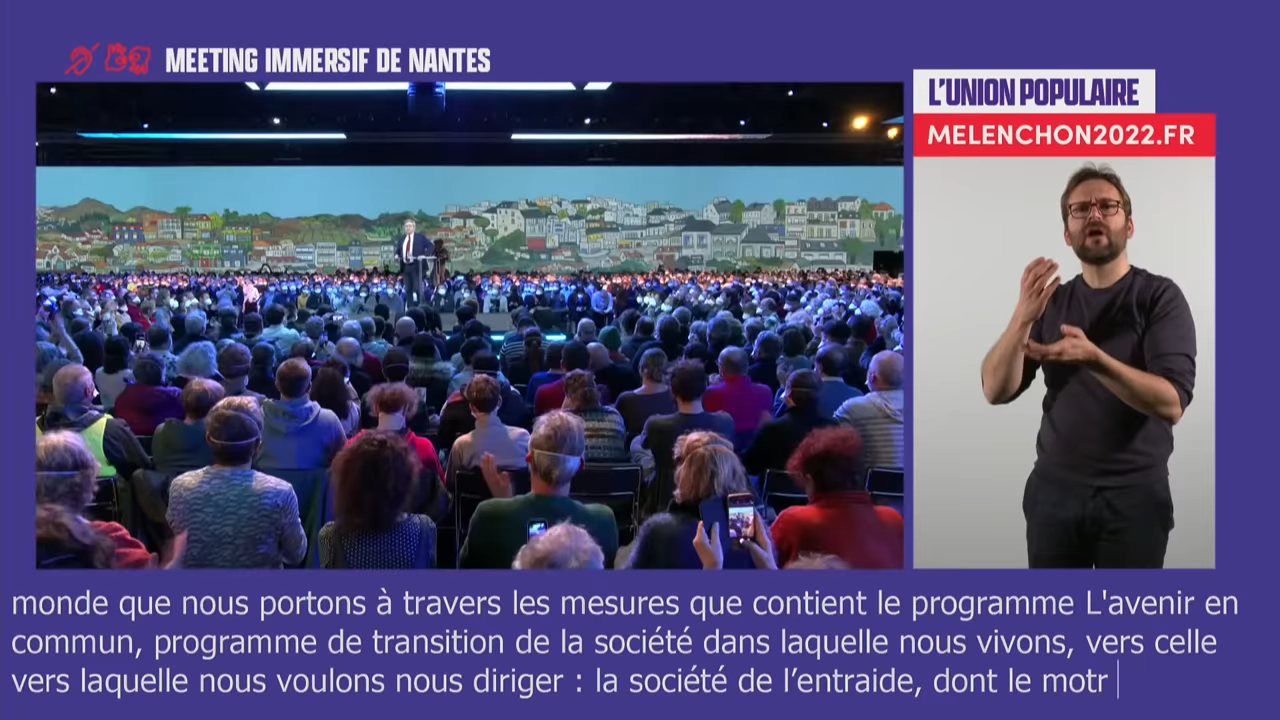 MEETING IMMERSIF DE NANTES
L'UNION POPULAIRE
MELENCHON2022.FR
monde que nous portons à travers les mesures que contient le programme L'avenir en
commun, programme de transition de la société dans laquelle nous vivons, vers celle
vers laquelle nous voulons nous diriger : la société de l’entraide, dont le motr